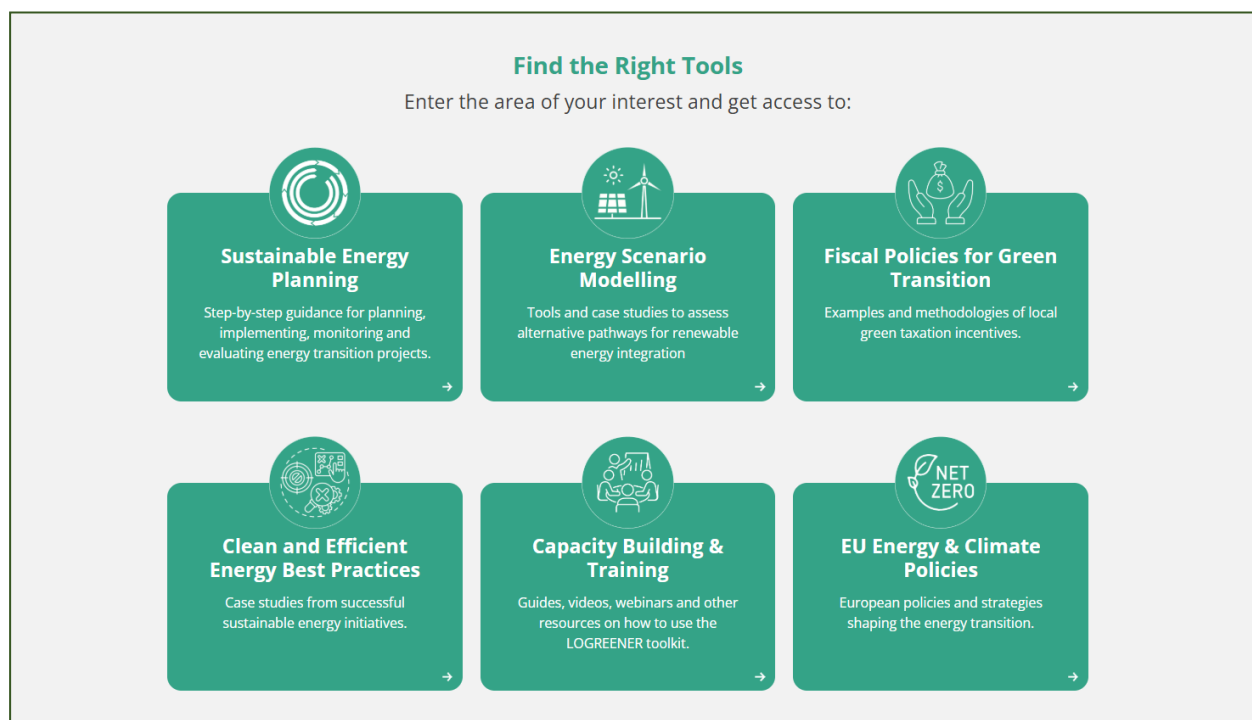 Find the Right Tools
Enter the area of your interest and get access to:
$
Sustainable Energy
Planning
Step-by-step guidance for planning,
implementing, monitoring and
evaluating energy transition projects.
Energy Scenario
Modelling
Tools and case studies to assess
alternative pathways for renewable
energy integration
Fiscal Policies for Green
Transition
Examples and methodologies of local
green taxation incentives.
Clean and Efficient
Energy Best Practices
Case studies from successful
sustainable energy initiatives.
Capacity Building &
Training
Guides, videos, webinars and other
resources on how to use the
LOGREENER toolkit.
NET
ZERO
EU Energy & Climate
Policies
European policies and strategies
shaping the energy transition.